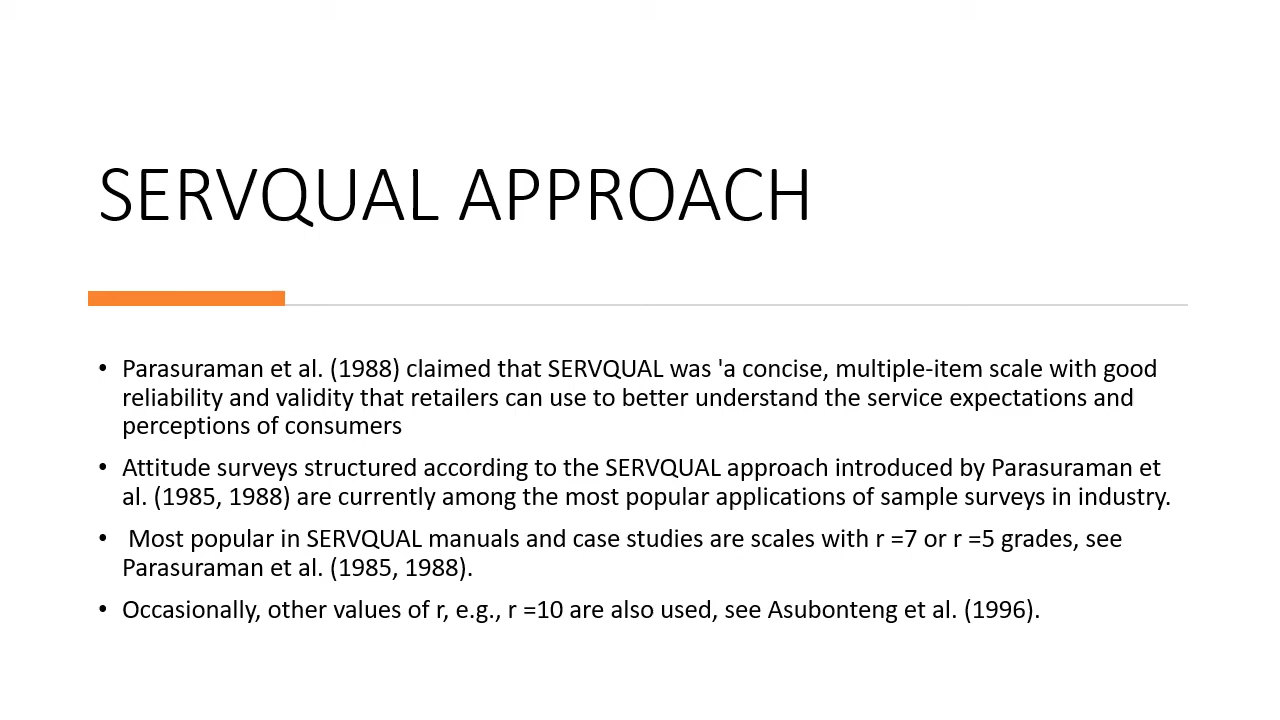 SERVQUAL APPROACH
• Parasuraman et al. (1988) claimed that SERVQUAL was 'a concise, multiple-item scale with good
reliability and validity that retailers can use to better understand the service expectations and
perceptions of consumers
• Attitude surveys structured according to the SERVQUAL approach introduced by Parasuraman et
al. (1985, 1988) are currently among the most popular applications of sample surveys in industry.
• Most popular in SERVQUAL manuals and case studies are scales with r =7 or r =5 grades, see
Parasuraman et al. (1985, 1988).
• Occasionally, other values of r, e.g., r =10 are also used, see Asubonteng et al. (1996).